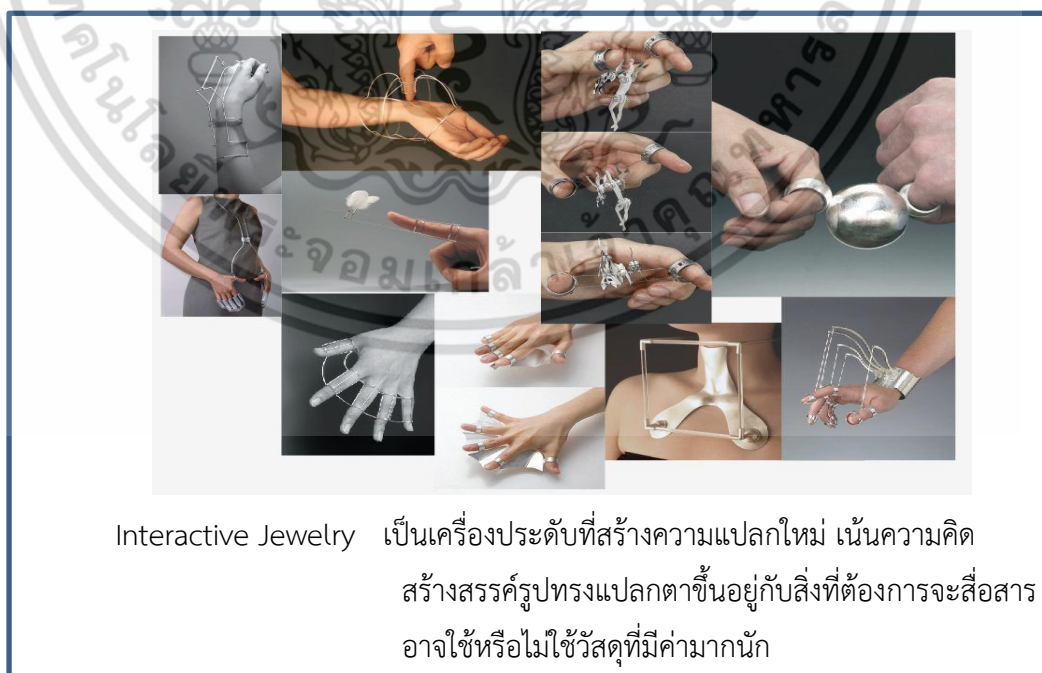 Interactive Jewelry เป็นเครื่องประดับที่สร้างความแปลกใหม่ เน้นความคิด
สร้างสรรค์รูปทรงแปลกตาขึ้นอยู่กับสิ่งที่ต้องการจะสื่อสาร
อาจใช้หรือไม่ใช้วัสดุที่มีค่ามากนัก